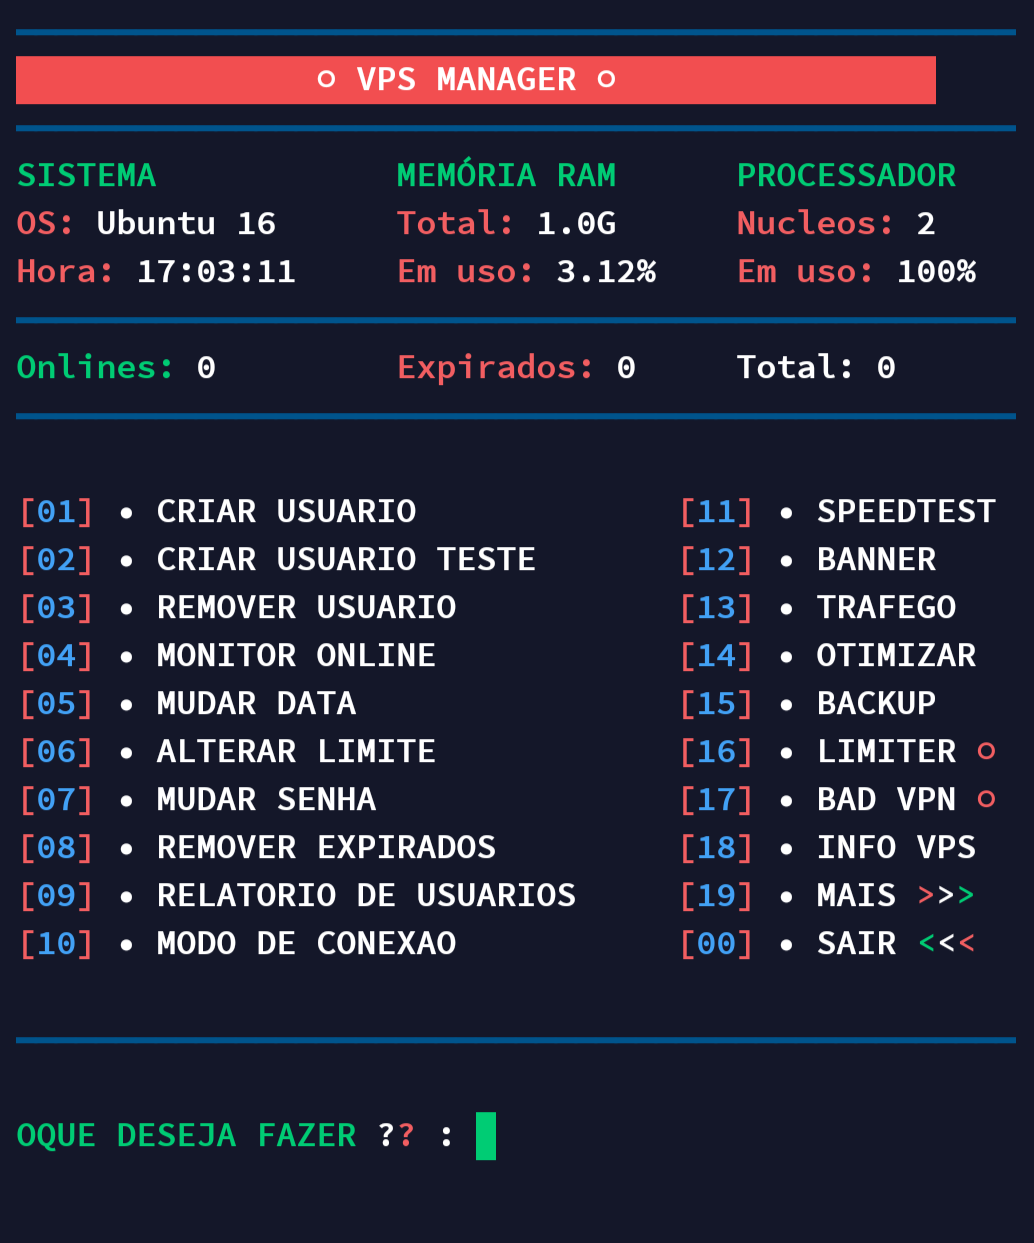 ○ VPS MANAGER ○
SISTEMA MEMÓRIA RAM PROCESSADOR
OS: Ubuntu 16 Total: 1.0G Nucleos: 2
Hora: 17:03:11 Em uso: 3.12% Em uso: 100%
Onlines: 0 Expirados: 0 Total: 0
[01] • CRIAR USUARIO [11] • SPEEDTEST
[02] • CRIAR USUARIO TESTE [12] • BANNER
[03] • REMOVER USUARIO [13] • TRAFEGO
[04] • MONITOR ONLINE [14] • OTIMIZAR
[05] • MUDAR DATA [15] • BACKUP
[06] • ALTERAR LIMITE [16] • LIMITER ○
[07] • MUDAR SENHA [17] • BAD VPN ○
[08] • REMOVER EXPIRADOS [18] • INFO VPS
[09] • RELATORIO DE USUARIOS [19] • MAIS >>>
[10] • MODO DE CONEXAO [00] • SAIR <<<
OQUE DESEJA FAZER ?? :